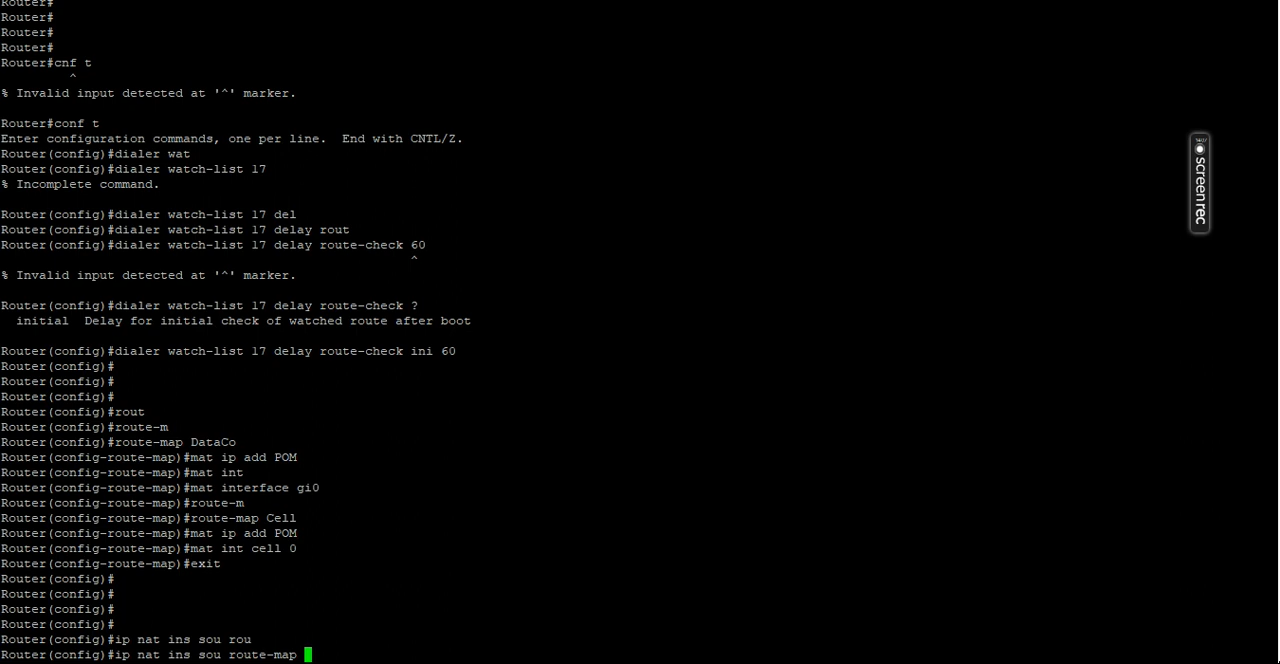 Router#
Router#
Router#
Router#
Router#cnf t
^
% Invalid input detected at '^' marker.
Router#conf t
Enter configuration commands, one per line.  End with CNTL/Z.
Router(config)#dialer wat
Router(config)#dialer watch-list 17
% Incomplete command.
Router(config)#dialer watch-list 17 del
Router(config)#dialer watch-list 17 delay rout
Router(config)#dialer watch-list 17 delay route-check 60
^
% Invalid input detected at '^' marker.
Router(config)#dialer watch-list 17 delay route-check ?
initial  Delay for initial check of watched route after boot
Router(config)#dialer watch-list 17 delay route-check ini 60
Router(config)#
Router(config)#
Router(config)#
Router(config)#rout
Router(config)#route-m
Router(config)#route-map DataCo
Router(config-route-map)#mat ip add POM
Router(config-route-map)#mat int
Router(config-route-map)#mat interface gi0
Router(config-route-map)#route-m
Router(config-route-map)#route-map Cell
Router(config-route-map)#mat ip add POM
Router(config-route-map)#mat int cell 0
Router(config-route-map)#exit
Router(config)#
Router(config)#
Router(config)#
Router(config)#
Router(config)#ip nat ins sou rou
Router(config)#ip nat ins sou route-map
screenrec